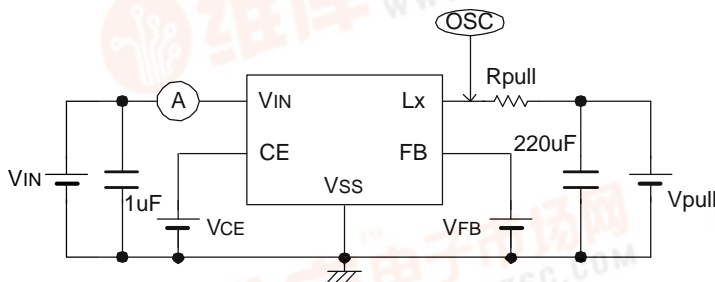 OSC
Rpull
A
VIN
Lx
CE
FB
220uF
VIN
1uF
VSS
VCE
VFB
Vpull